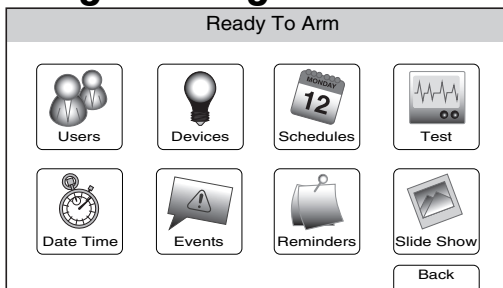 Ready To Arm
MONDAY
12
Users
Devices
Schedules
Test
Date Time
Events
Reminders
Slide Show
Back